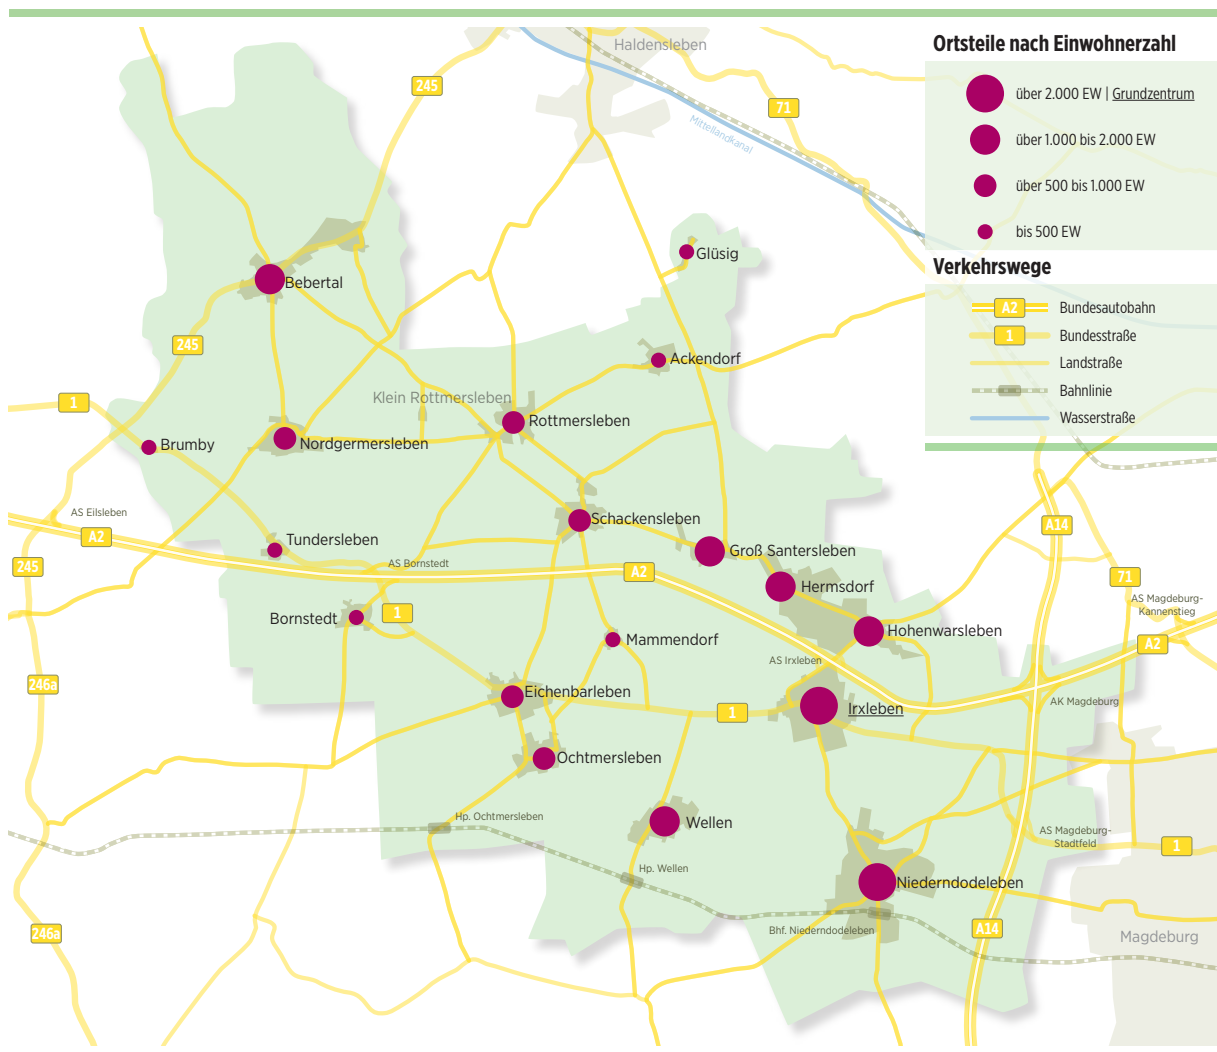 Ortsteile nach Einwohnerzahl
über 2.000 EW | Grundzentrum
über 1.000 bis 2.000 EW
über 500 bis 1.000 EW
bis 500 EW
Verkehrswege
A2 Bundesautobahn
1 Bundesstraße
Landstraße
Bahnlinie
Wasserstraße
Haldensleben
245
71
Mittellandkanal
Glüsig
Bebertal
245
Ackendorf
1
Klein Rottmersleben
Rottmersleben
Brumby
Nordgermersleben
AS Eilsleben
A2
Schackensleben
A14
Tundersleben
Groß Santersleben
AS Bornstedt
245
A2
71
Hermsdorf
AS Magdeburg-
Kannenstieg
Bornstedt
1
Mammendorf
Hohenwarsleben
A2
AS Irxleben
246a
Eichenbarleben
AK Magdeburg
1
Irxleben
Ochtmersleben
Hp. Ochtmersleben
Wellen
AS Magdeburg-
Stadtfeld
1
Hp. Wellen
Niederndodeleben
246a
Bhf. Niederndodeleben
A14
Magdeburg